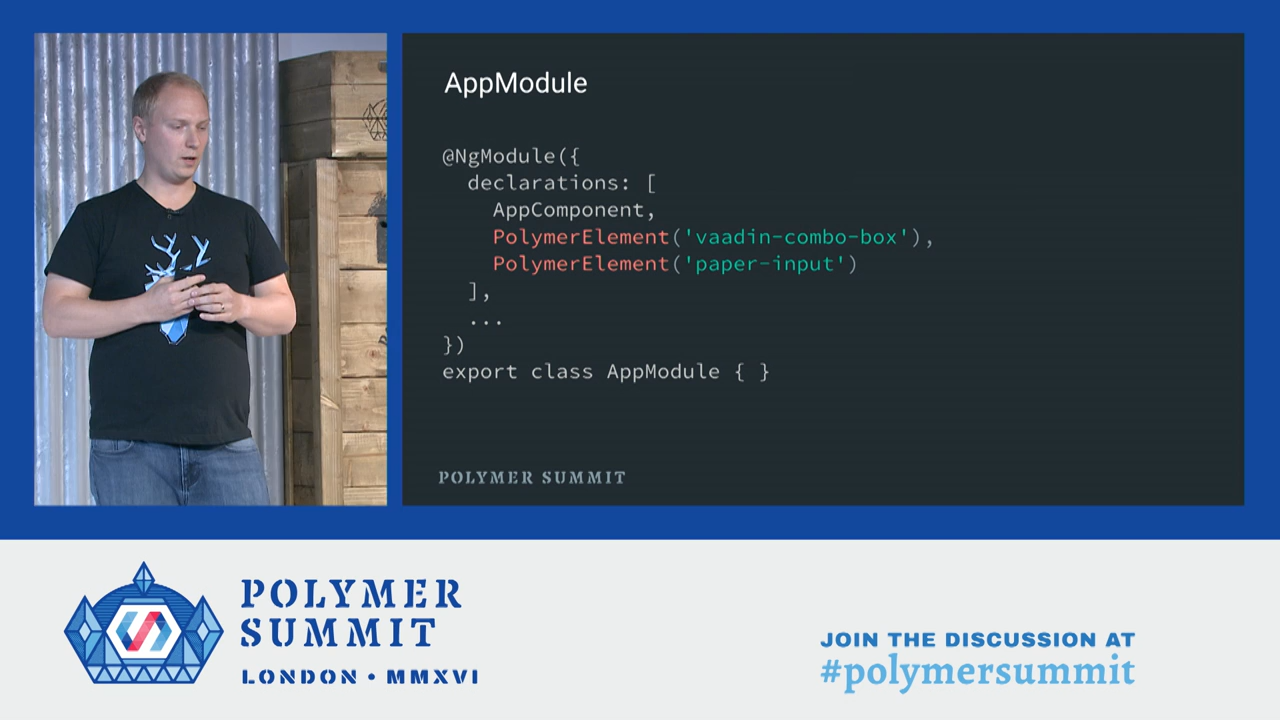 AppModule
@NgModule({
declarations: [
AppComponent,
PolymerElement('vaadin-combo-box'),
PolymerElement('paper-input')
],
...
})
export class AppModule { }
POLYMER SUMMIT
POLYMER
SUMMIT
LONDON • MMXVI
JOIN THE DISCUSSION AT
#polymersummit